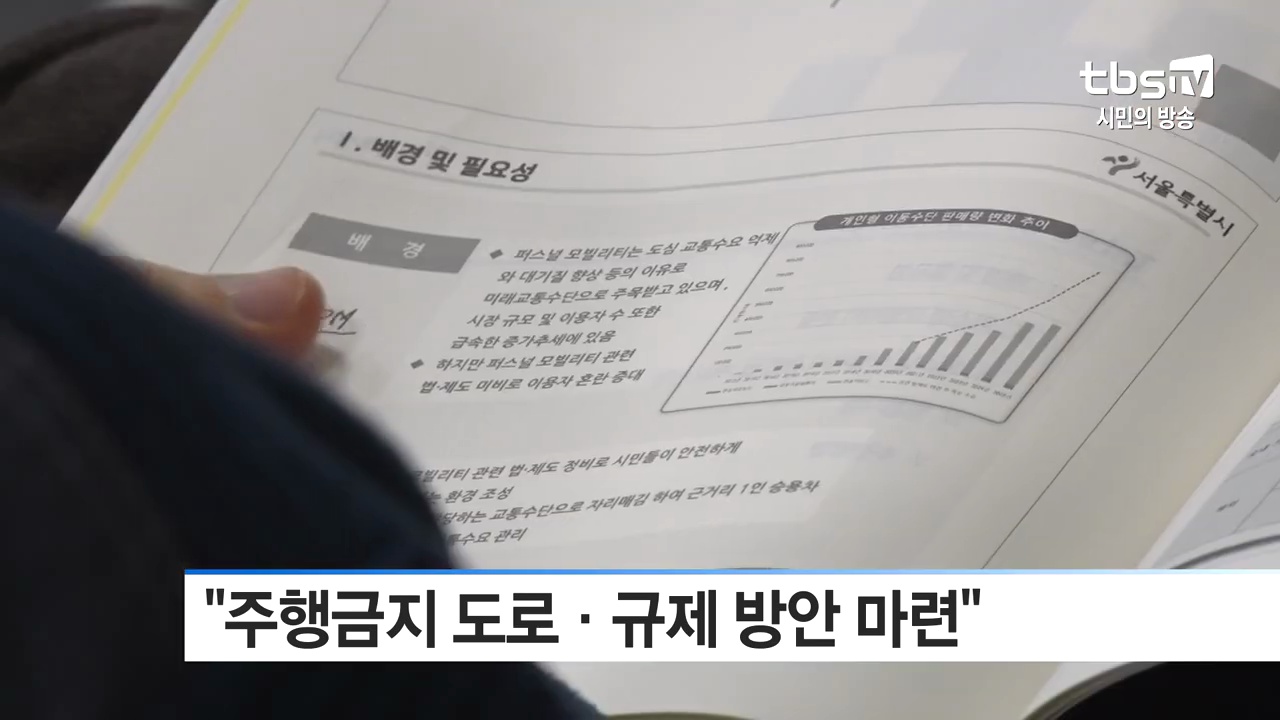 tbs TV
시민의 방송
Ⅰ. 배경 및 필요성
서울특별시
배 경
개인형 이동수단 판매량 변화 추이
◆ 퍼스널 모빌리티는 도심 교통수요 억제
와 대기질 향상 등의 이유로
미래교통수단으로 주목받고 있으며,
시장 규모 및 이용자 수 또한
급속한 증가추세에 있음
◆ 하지만 퍼스널 모빌리티 관련
법·제도 미비로 이용자 혼란 증대
모빌리티 관련 법·제도 정비로 시민들이 안전하게
환경 조성
담당하는 교통수단으로 자리매김 하여 근거리 1인 승용차
통수요 관리
"주행금지 도로 · 규제 방안 마련"